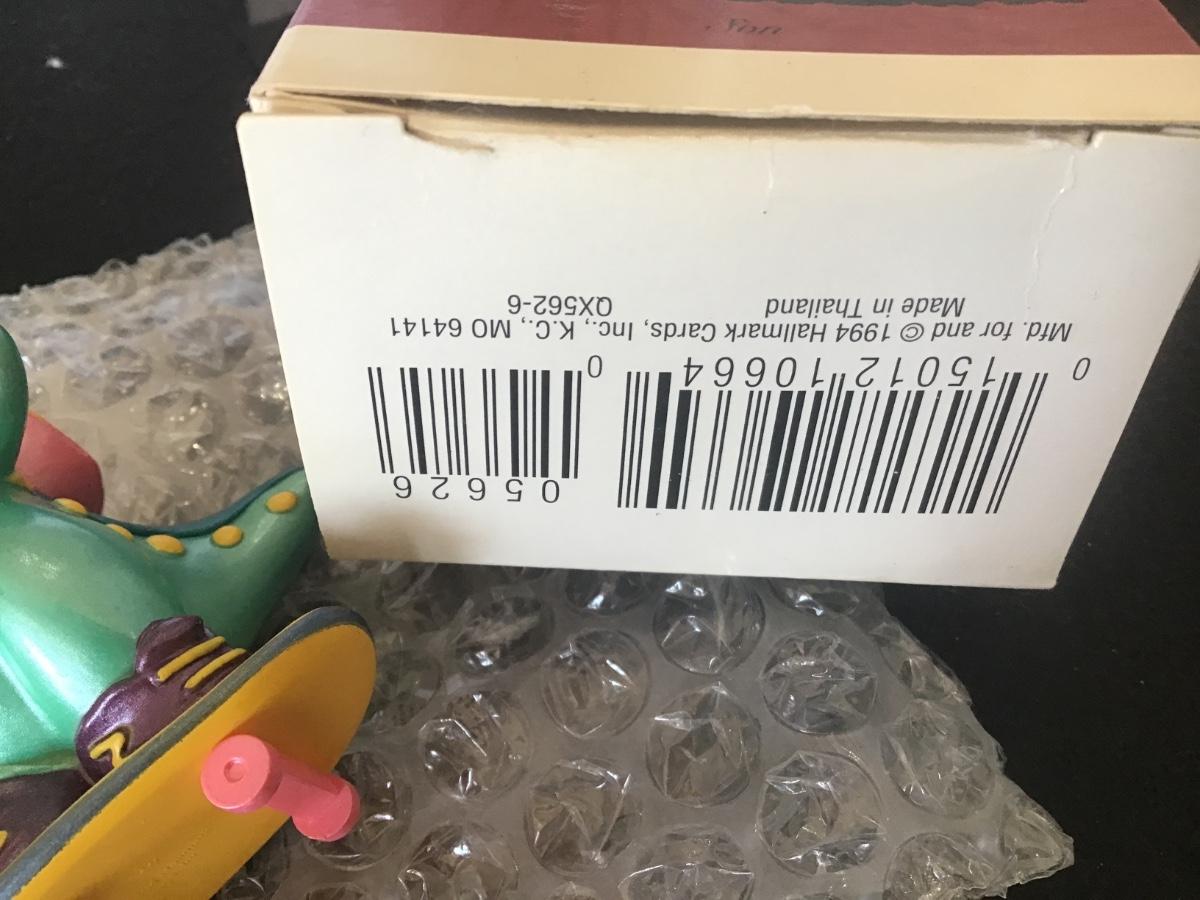 Son
05626
0 15012 10664 0
Mfd. for and © 1994 Hallmark Cards, Inc., K.C., MO 64141
Made in Thailand QX562-6